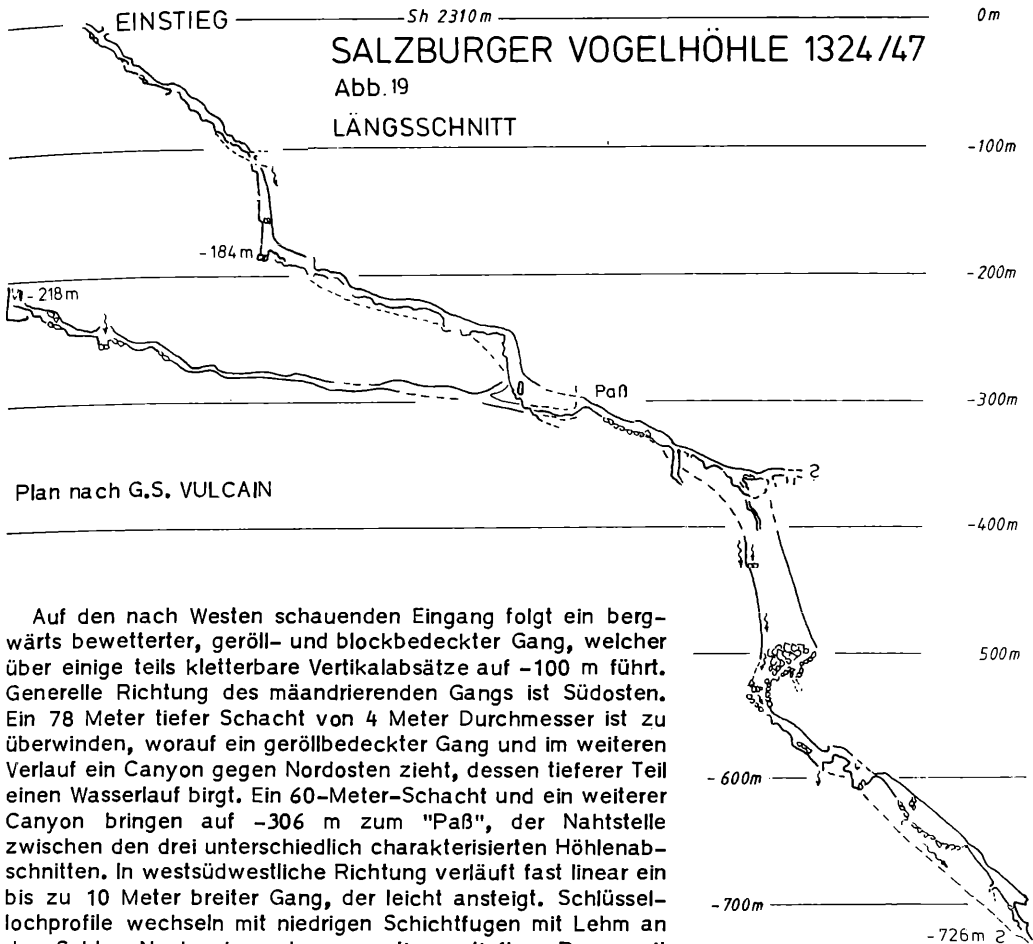 EINSTIEG
Sh 2310m
0m
SALZBURGER VOGELHÖHLE 1324/47
Abb.19
LÄNGSSCHNITT
-100m
-184m
-200m
-218m
Paß
-300m
?
Plan nach G.S. VULCAIN
-400m
Auf den nach Westen schauenden Eingang folgt ein berg-
wärts bewetterter, geröll- und blockbedeckter Gang, welcher
über einige teils kletterbare Vertikalabsätze auf -100 m führt.
Generelle Richtung des mäandrierenden Gangs ist Südosten.
Ein 78 Meter tiefer Schacht von 4 Meter Durchmesser ist zu
überwinden, worauf ein geröllbedeckter Gang und im weiteren
Verlauf ein Canyon gegen Nordosten zieht, dessen tieferer Teil
einen Wasserlauf birgt. Ein 60-Meter-Schacht und ein weiterer
Canyon bringen auf -306 m zum "Paß", der Nahtstelle
zwischen den drei unterschiedlich charakterisierten Höhlenab-
schnitten. In westsüdwestliche Richtung verläuft fast linear ein
bis zu 10 Meter breiter Gang, der leicht ansteigt. Schlüssel-
lochprofile wechseln mit niedrigen Schichtfugen mit Lehm an
500m
-600m
-700m
-726m ?